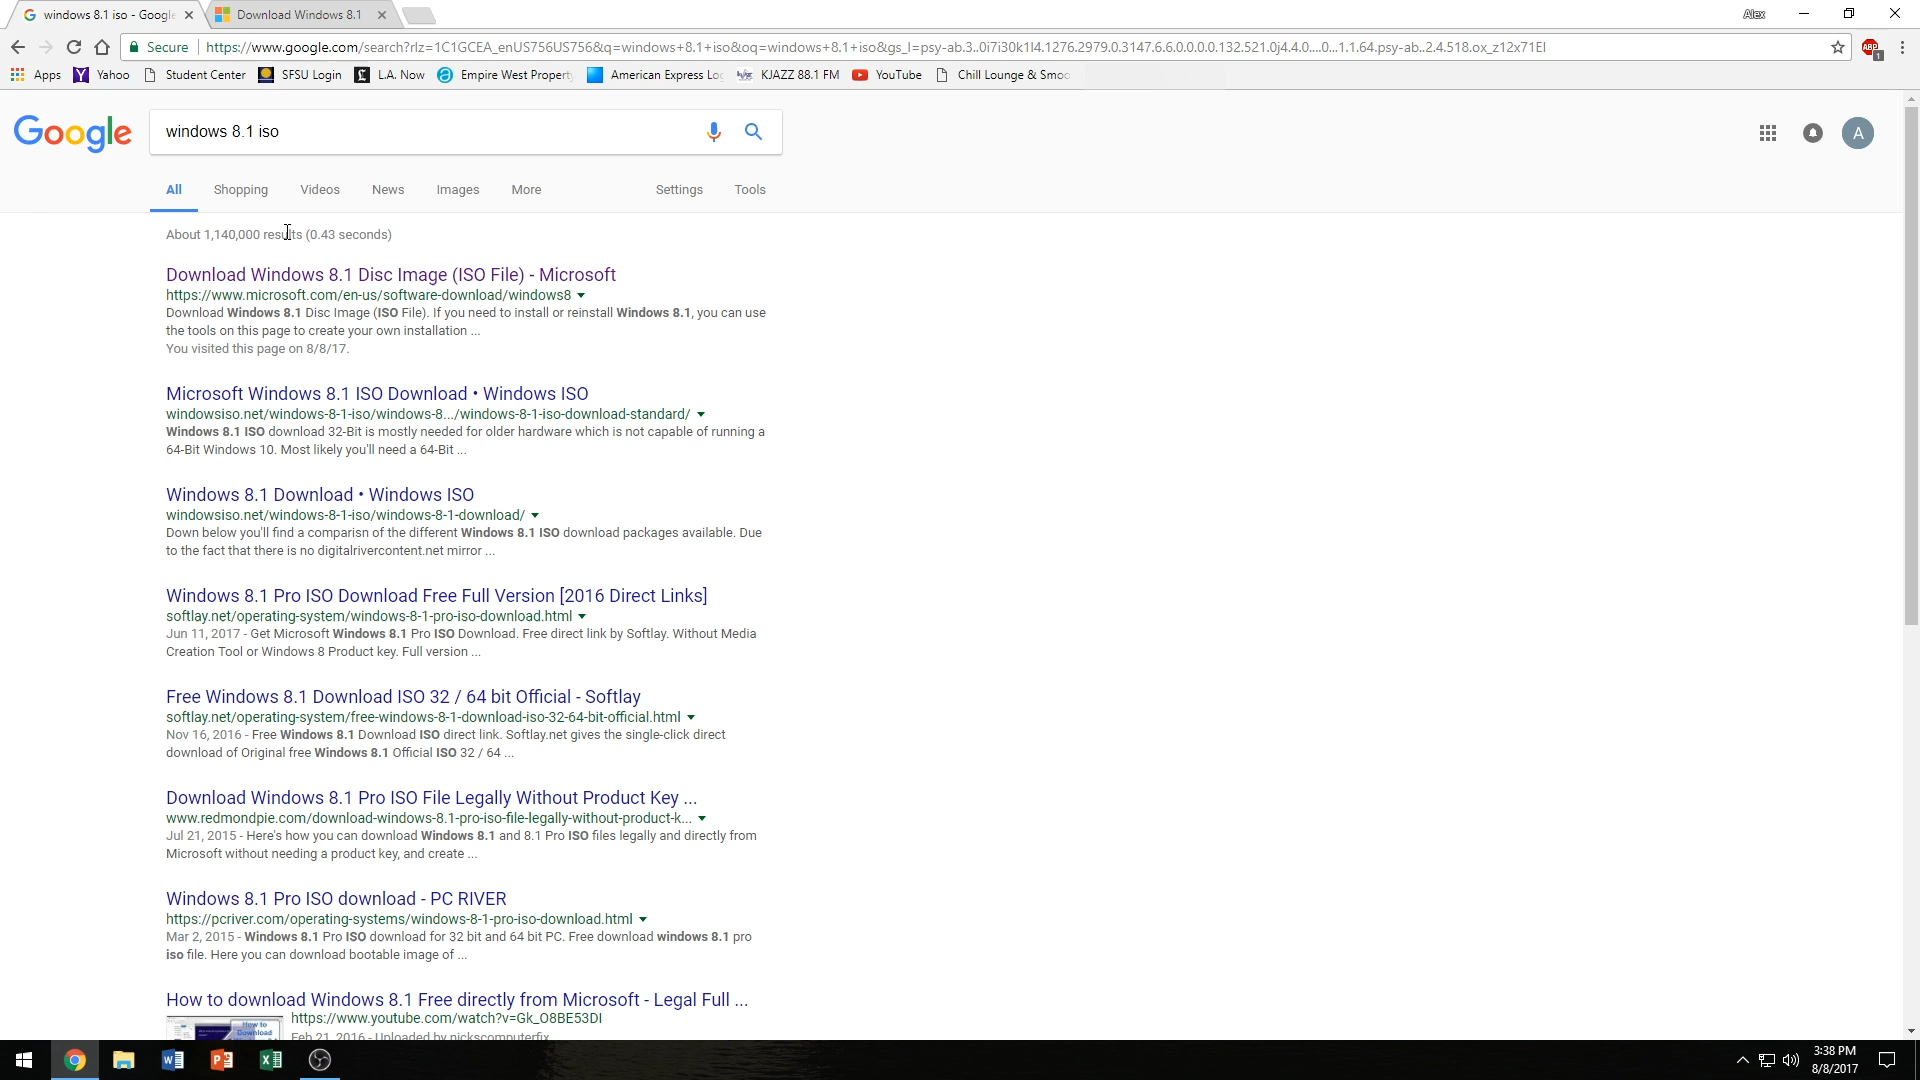 windows 8.1 iso - Google
Download Windows 8.1
Alex
Secure
https://www.google.com/search?rlz=1C1GCEA_enUS756US756&q=windows+8.1+iso&oq=windows+8.1+iso&gs_l=psy-ab.3..0i7i30k1l4.1276.2979.0.3147.6.6.0.0.0.0.132.521.0j4.4.0....0...1.1.64.psy-ab..2.4.518.ox_z12x71EI
ABP
1
Apps
Yahoo
Student Center
SFSU Login
L.A. Now
Empire West Property
American Express Log
KJAZZ 88.1 FM
YouTube
Chill Lounge & Smoo
Google
windows 8.1 iso
A
All
Shopping
Videos
News
Images
More
Settings
Tools
About 1,140,000 results (0.43 seconds)
Download Windows 8.1 Disc Image (ISO File) - Microsoft
https://www.microsoft.com/en-us/software-download/windows8
Download Windows 8.1 Disc Image (ISO File). If you need to install or reinstall Windows 8.1, you can use
the tools on this page to create your own installation ...
You visited this page on 8/8/17.
Microsoft Windows 8.1 ISO Download • Windows ISO
windowsiso.net/windows-8-1-iso/windows-8.../windows-8-1-iso-download-standard/
Windows 8.1 ISO download 32-Bit is mostly needed for older hardware which is not capable of running a
64-Bit Windows 10. Most likely you'll need a 64-Bit ...
Windows 8.1 Download • Windows ISO
windowsiso.net/windows-8-1-iso/windows-8-1-download/
Down below you'll find a comparisn of the different Windows 8.1 ISO download packages available. Due
to the fact that there is no digitalrivercontent.net mirror ...
Windows 8.1 Pro ISO Download Free Full Version [2016 Direct Links]
softlay.net/operating-system/windows-8-1-pro-iso-download.html
Jun 11, 2017 - Get Microsoft Windows 8.1 Pro ISO Download. Free direct link by Softlay. Without Media
Creation Tool or Windows 8 Product key. Full version ...
Free Windows 8.1 Download ISO 32 / 64 bit Official - Softlay
softlay.net/operating-system/free-windows-8-1-download-iso-32-64-bit-official.html
Nov 16, 2016 - Free Windows 8.1 Download ISO direct link. Softlay.net gives the single-click direct
download of Original free Windows 8.1 Official ISO 32 / 64 ...
Download Windows 8.1 Pro ISO File Legally Without Product Key ...
www.redmondpie.com/download-windows-8.1-pro-iso-file-legally-without-product-k...
Jul 21, 2015 - Here's how you can download Windows 8.1 and 8.1 Pro ISO files legally and directly from
Microsoft without needing a product key, and create ...
Windows 8.1 Pro ISO download - PC RIVER
https://pcriver.com/operating-systems/windows-8-1-pro-iso-download.html
Mar 2, 2015 - Windows 8.1 Pro ISO download for 32 bit and 64 bit PC. Free download windows 8.1 pro
iso file. Here you can download bootable image of ...
How to download Windows 8.1 Free directly from Microsoft - Legal Full ...
https://www.youtube.com/watch?v=Gk_O8BE53DI
Feb 21, 2016 - Uploaded by nickscomputerfix
How to
Download
3:38 PM
8/8/2017